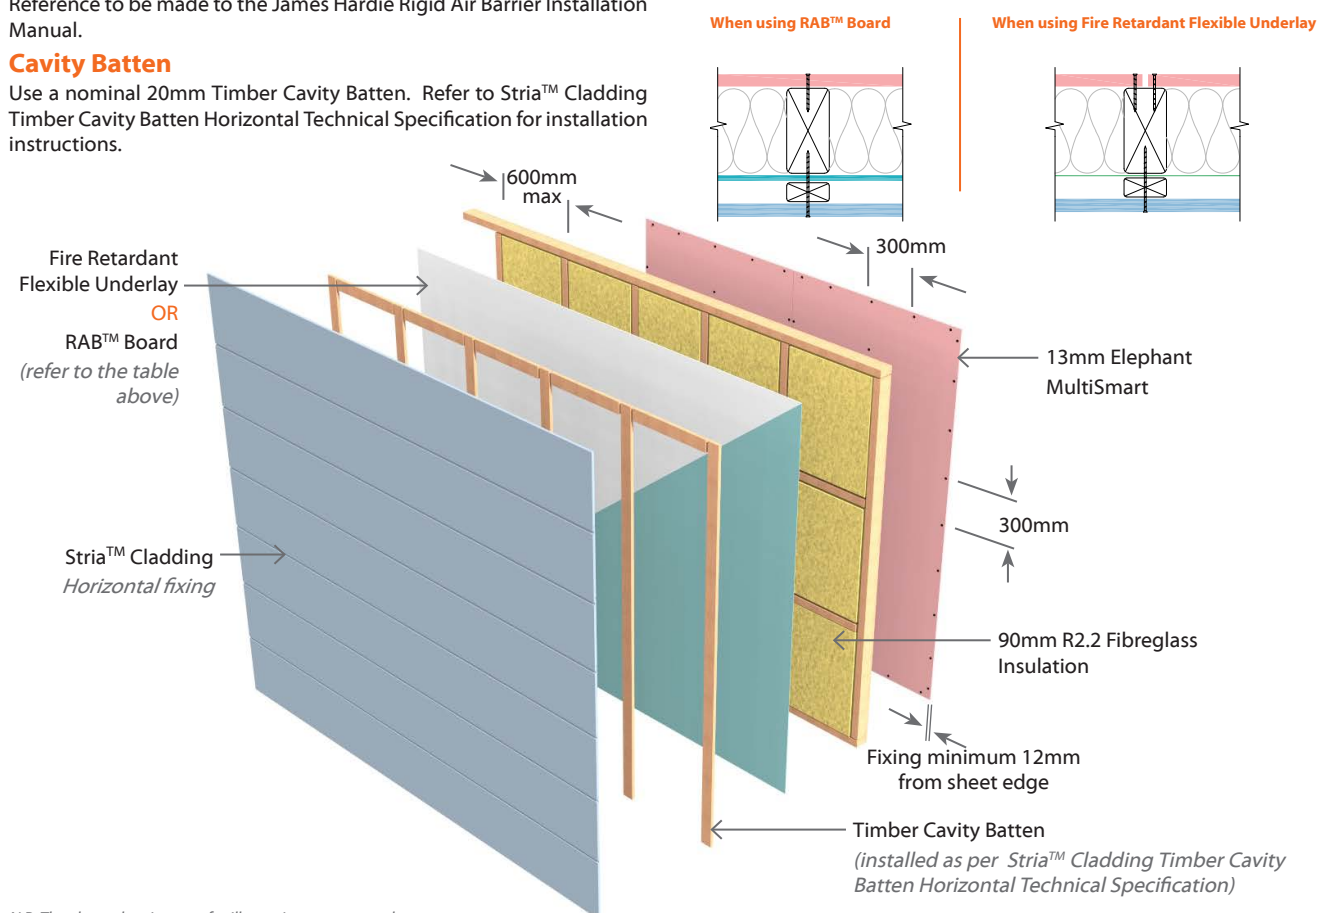 Reference to be made to the James Hardie Rigid Air Barrier Installation
Manual.
Cavity Batten
Use a nominal 20mm Timber Cavity Batten. Refer to Stria™ Cladding
Timber Cavity Batten Horizontal Technical Specification for installation
instructions.
When using RAB™ Board
When using Fire Retardant Flexible Underlay
600mm
max
300mm
Fire Retardant
Flexible Underlay
OR
RAB™ Board
(refer to the table
above)
13mm Elephant
MultiSmart
300mm
Stria™ Cladding
Horizontal fixing
90mm R2.2 Fibreglass
Insulation
Fixing minimum 12mm
from sheet edge
Timber Cavity Batten
(installed as per Stria™ Cladding Timber Cavity
Batten Horizontal Technical Specification)